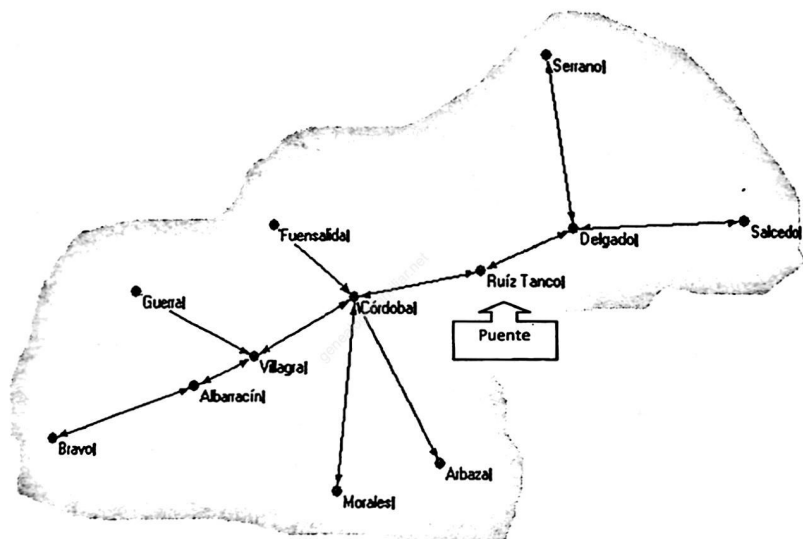 Serrano
Fuensalida
Delgado
Salcedo
Ruíz Tanco
Guerra
Córdoba
Puente
Villagra
Albarracín
Bravo
Arbaza
Morales